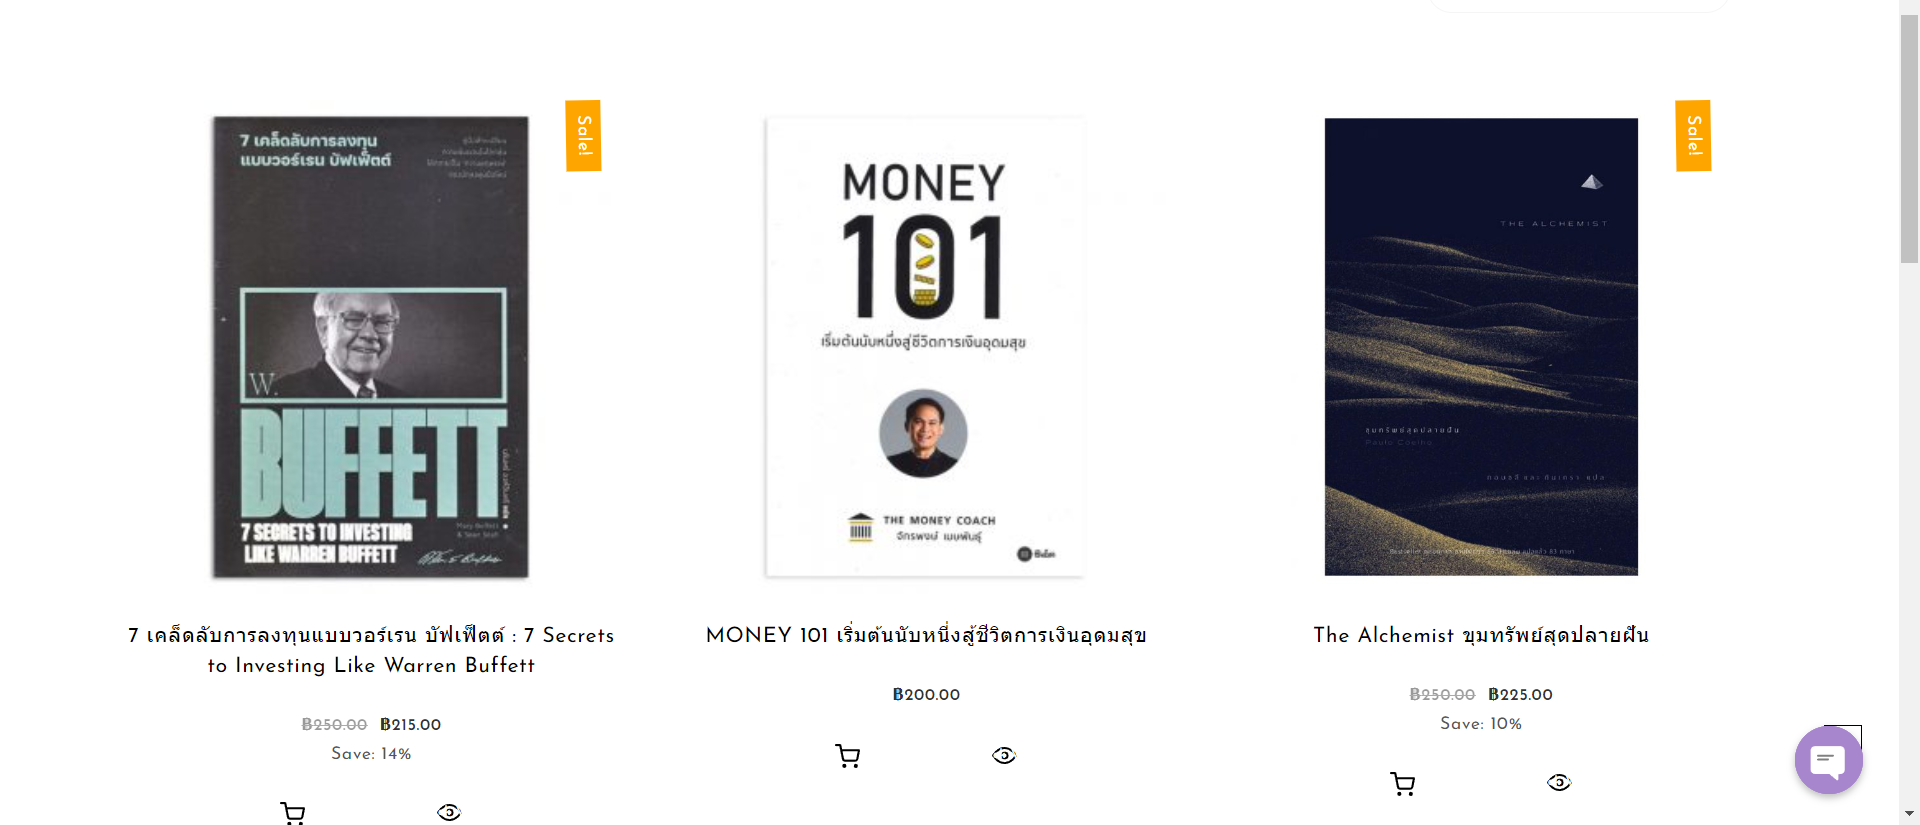 Sale!
Sale!
7 เคล็ดลับการลงทุน
แบบวอร์เรน บัฟเฟ็ตต์
W.
BUFFETT
7 SECRETS TO INVESTING
LIKE WARREN BUFFETT
Mary Buffett
& Sean Seah
MONEY
101
เริ่มต้นนับหนึ่งสู่ชีวิตการเงินอุดมสุข
THE MONEY COACH
จักรพงษ์ เมษพันธุ์
THE ALCHEMIST
ขุมทรัพย์สุดปลายฝัน
Paulo Coelho
7 เคล็ดลับการลงทุนแบบวอร์เรน บัฟเฟ็ตต์ : 7 Secrets
to Investing Like Warren Buffett
฿250.00 ฿215.00
Save: 14%
MONEY 101 เริ่มต้นนับหนึ่งสู้ชีวิตการเงินอุดมสุข
฿200.00
The Alchemist ขุมทรัพย์สุดปลายฝัน
฿250.00 ฿225.00
Save: 10%